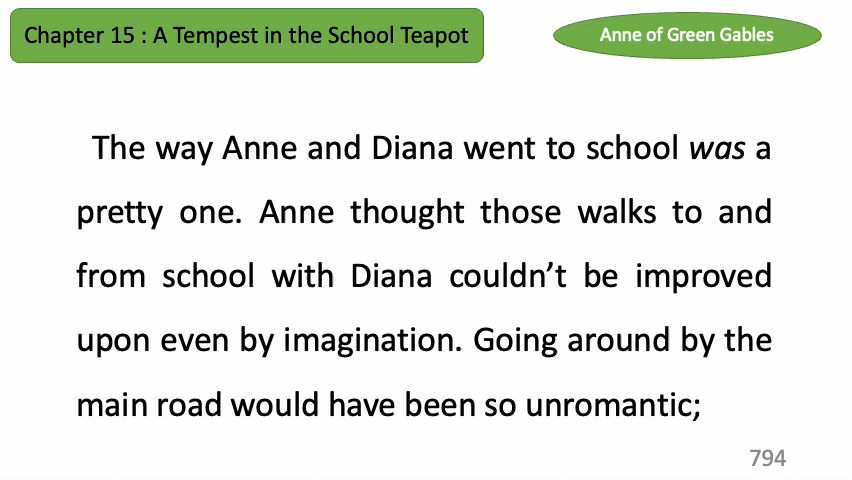 Chapter 15 : A Tempest in the School Teapot
Anne of Green Gables
The way Anne and Diana went to school was a
pretty one. Anne thought those walks to and
from school with Diana couldn’t be improved
upon even by imagination. Going around by the
main road would have been so unromantic;
794